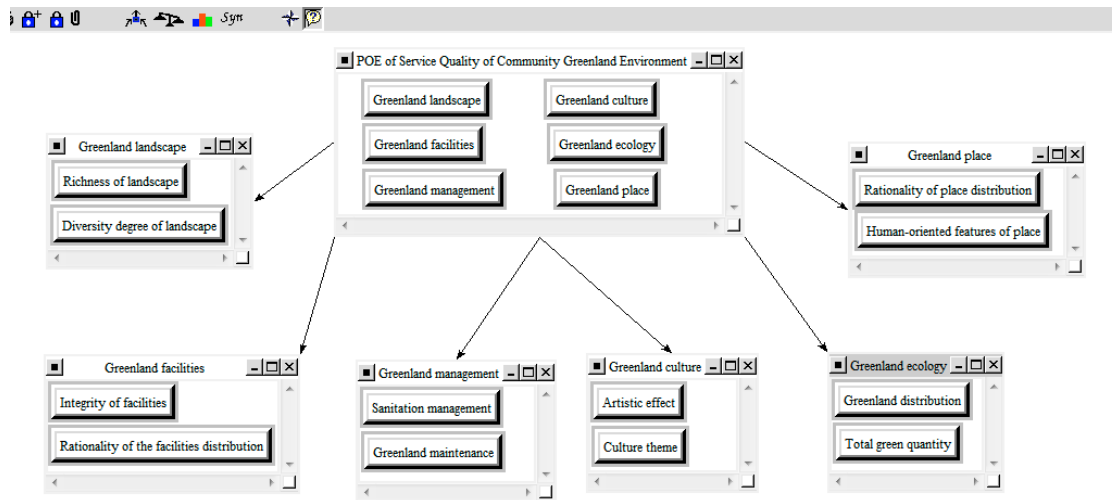 Syn
POE of Service Quality of Community Greenland Environment
Greenland landscape
Greenland culture
Greenland facilities
Greenland ecology
Greenland management
Greenland place
Greenland landscape
Richness of landscape
Diversity degree of landscape
Greenland place
Rationality of place distribution
Human-oriented features of place
Greenland facilities
Integrity of facilities
Rationality of the facilities distribution
Greenland management
Sanitation management
Greenland maintenance
Greenland culture
Artistic effect
Culture theme
Greenland ecology
Greenland distribution
Total green quantity